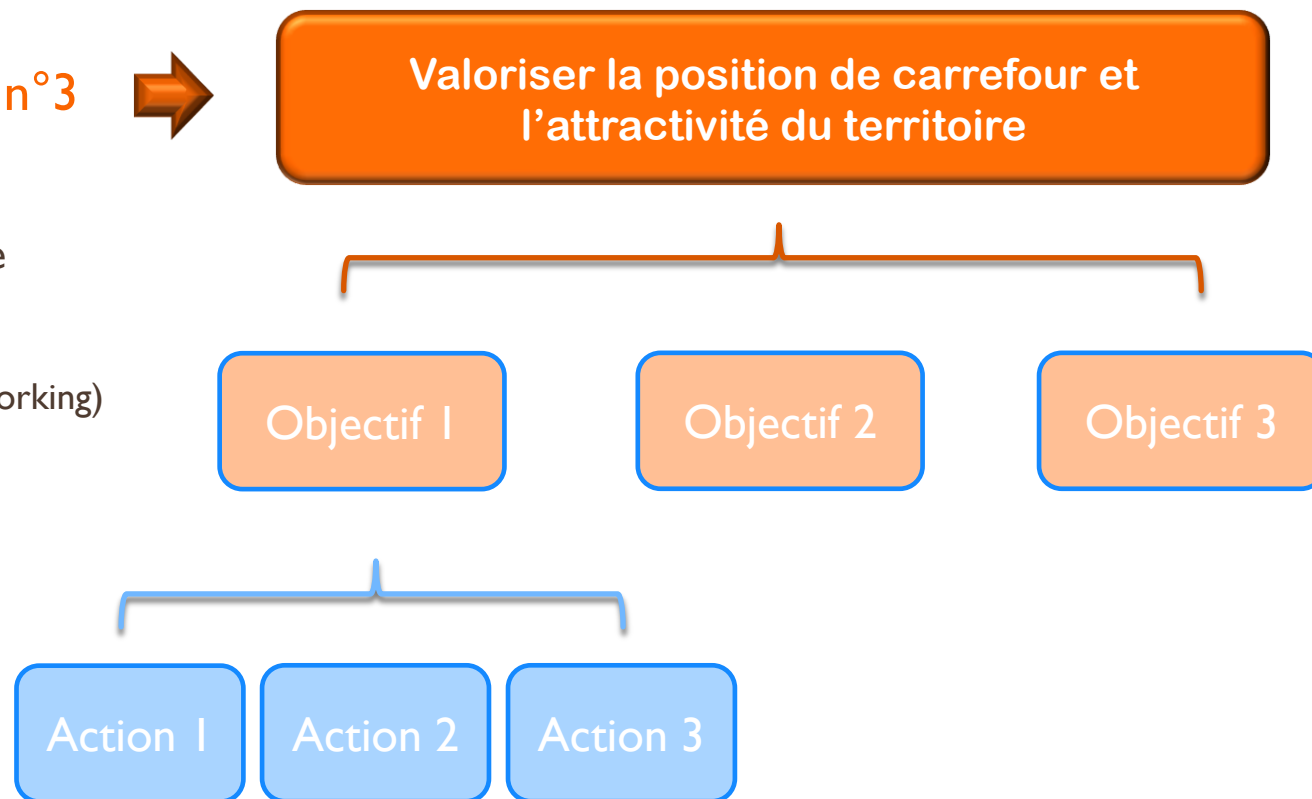 n°3
Valoriser la position de carrefour et
l’attractivité du territoire
e
orking)
Objectif 1
Objectif 2
Objectif 3
Action 1
Action 2
Action 3